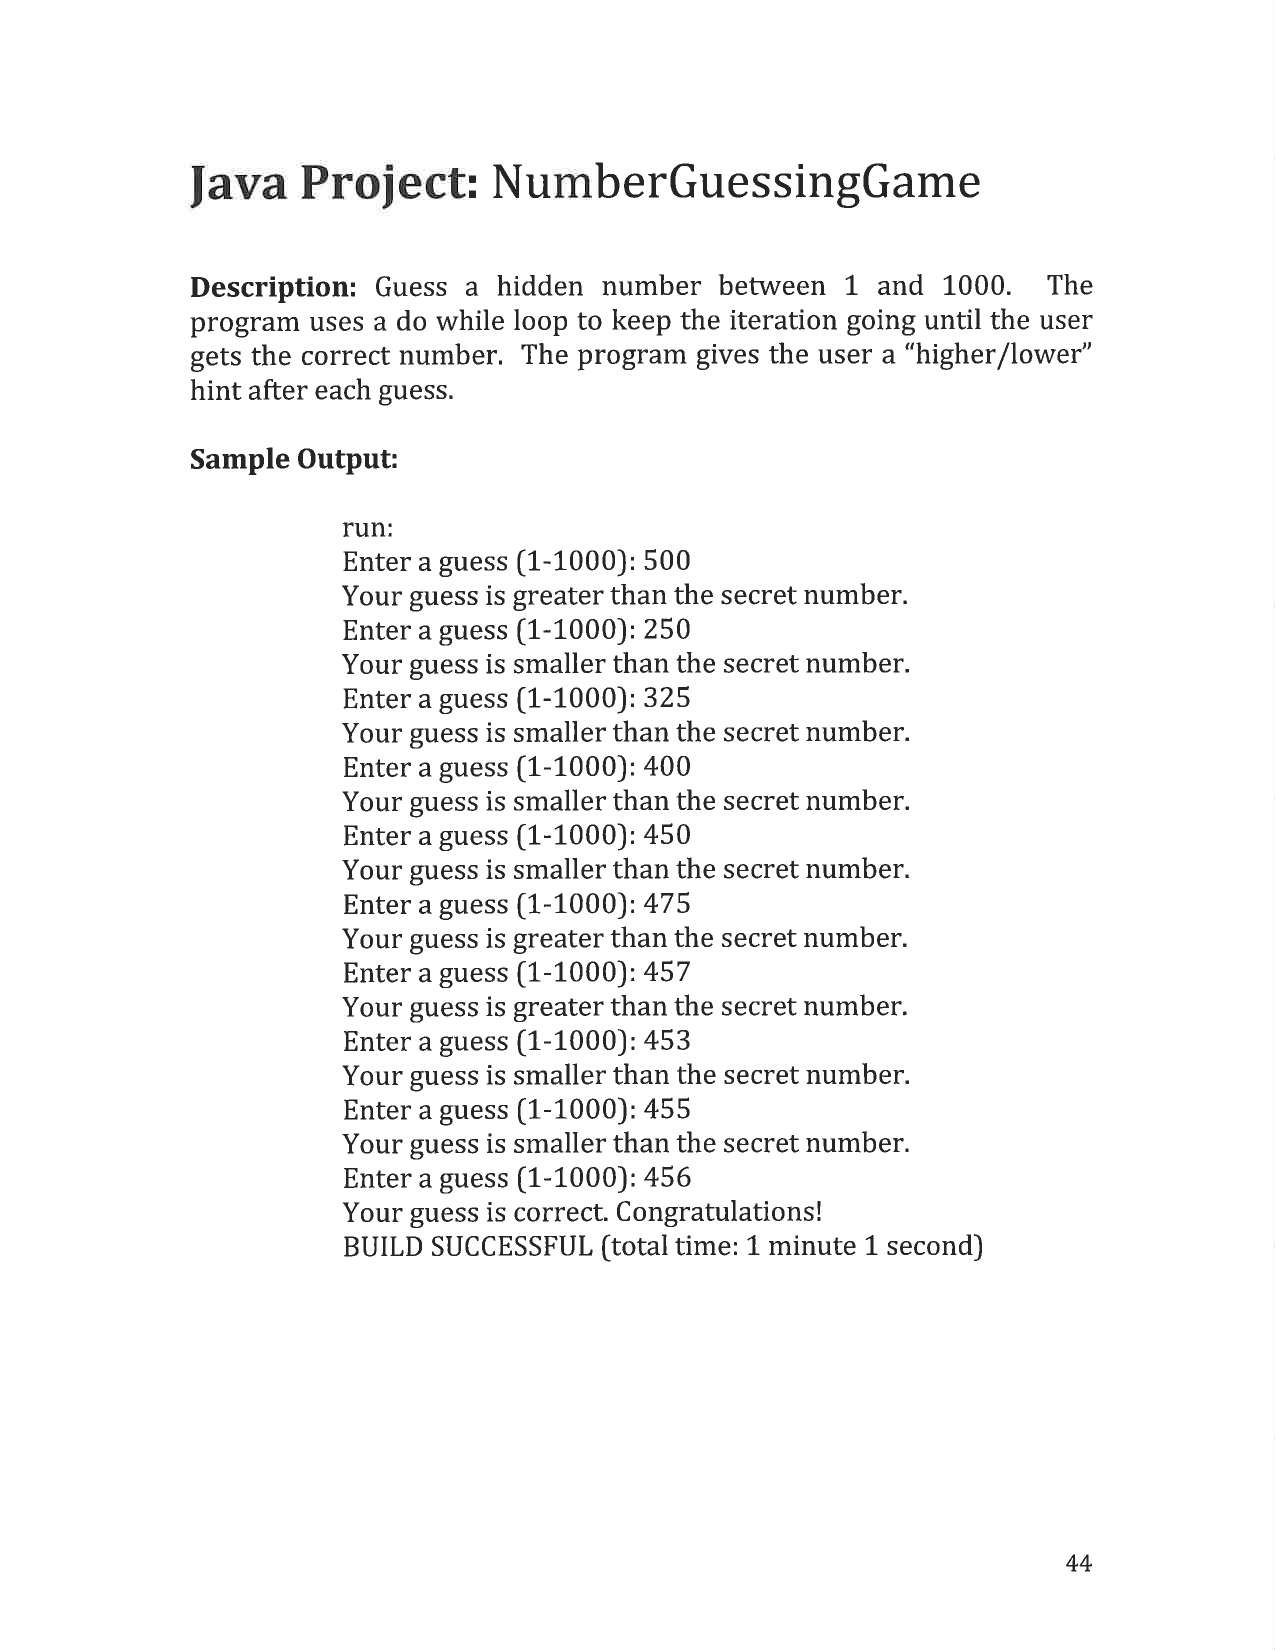 Java Project: NumberGuessingGame
Description: Guess a hidden number between 1 and 1000. The
program uses a do while loop to keep the iteration going until the user
gets the correct number. The program gives the user a “higher/lower”
hint after each guess.
Sample Output:
run:
Enter a guess (1-1000): 500
Your guess is greater than the secret number.
Enter a guess (1-1000): 250
Your guess is smaller than the secret number.
Enter a guess (1-1000): 325
Your guess is smaller than the secret number.
Enter a guess (1-1000): 400
Your guess is smaller than the secret number.
Enter a guess (1-1000): 450
Your guess is smaller than the secret number.
Enter a guess (1-1000): 475
Your guess is greater than the secret number.
Enter a guess (1-1000): 457
Your guess is greater than the secret number.
Enter a guess (1-1000): 453
Your guess is smaller than the secret number.
Enter a guess (1-1000): 455
Your guess is smaller than the secret number.
Enter a guess (1-1000): 456
Your guess is correct. Congratulations!
BUILD SUCCESSFUL (total time: 1 minute 1 second)
44